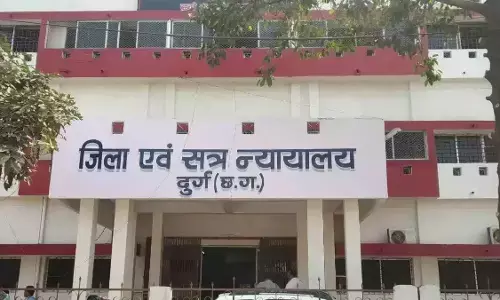 जिला एवं सत्र न्यायालय
दुर्ग (छ.ग.)